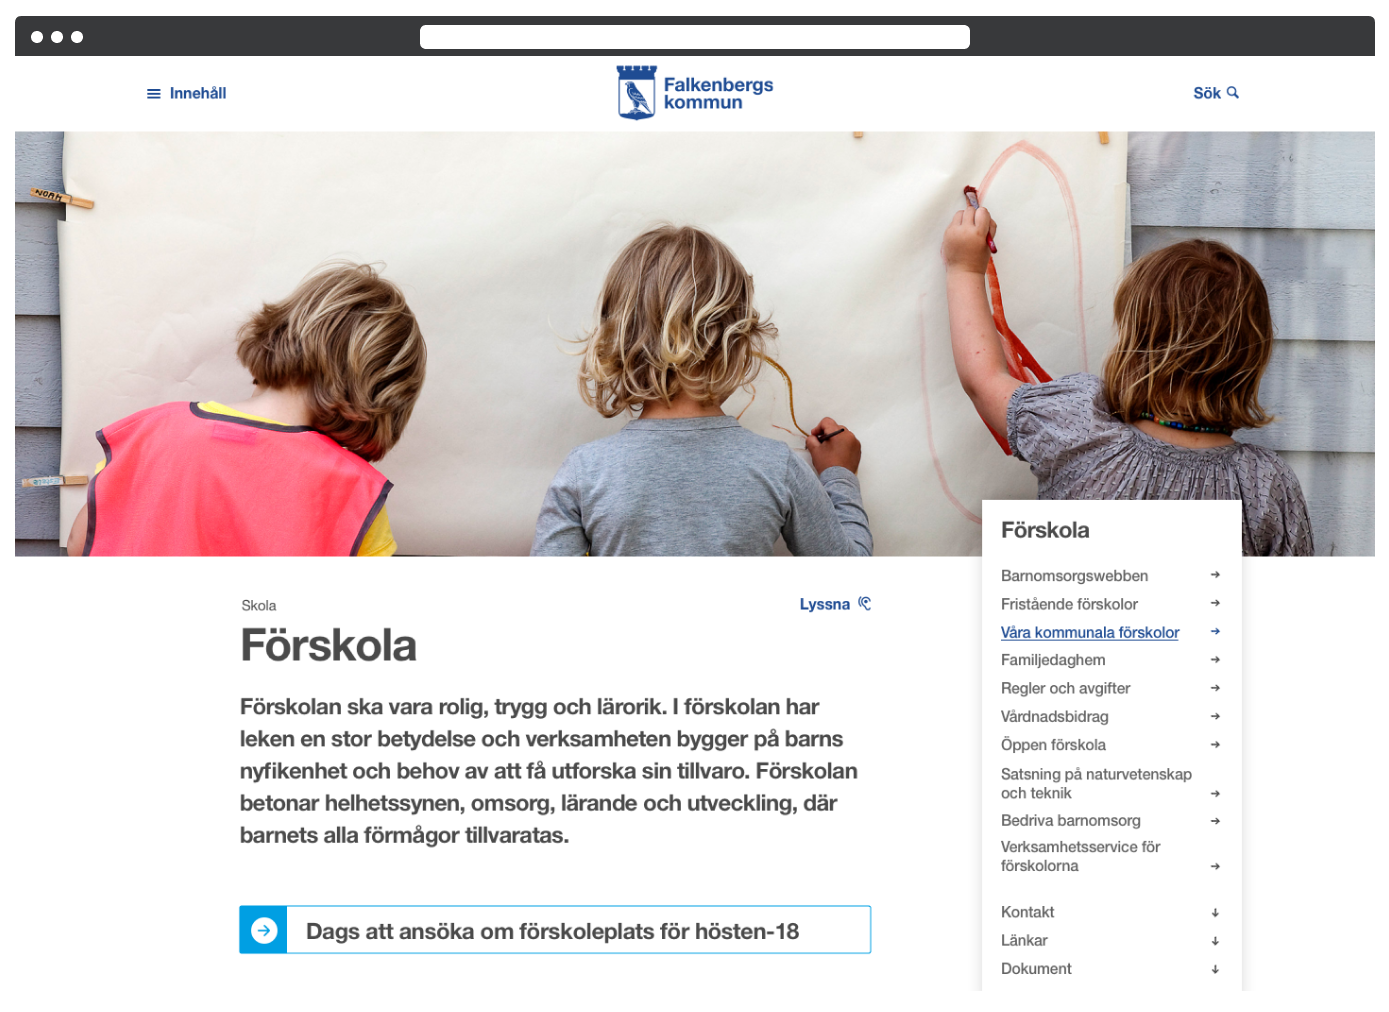 Innehåll
Falkenbergs
kommun
Sök
NOAH
Skola
Lyssna
Förskola
Förskolan ska vara rolig, trygg och lärorik. I förskolan har
leken en stor betydelse och verksamheten bygger på barns
nyfikenhet och behov av att få utforska sin tillvaro. Förskolan
betonar helhetssynen, omsorg, lärande och utveckling, där
barnets alla förmågor tillvaratas.
Dags att ansöka om förskoleplats för hösten-18
Förskola
Barnomsorgswebben
Fristående förskolor
Våra kommunala förskolor
Familjedaghem
Regler och avgifter
Vårdnadsbidrag
Öppen förskola
Satsning på naturvetenskap
och teknik
Bedriva barnomsorg
Verksamhetsservice för
förskolorna
Kontakt
Länkar
Dokument